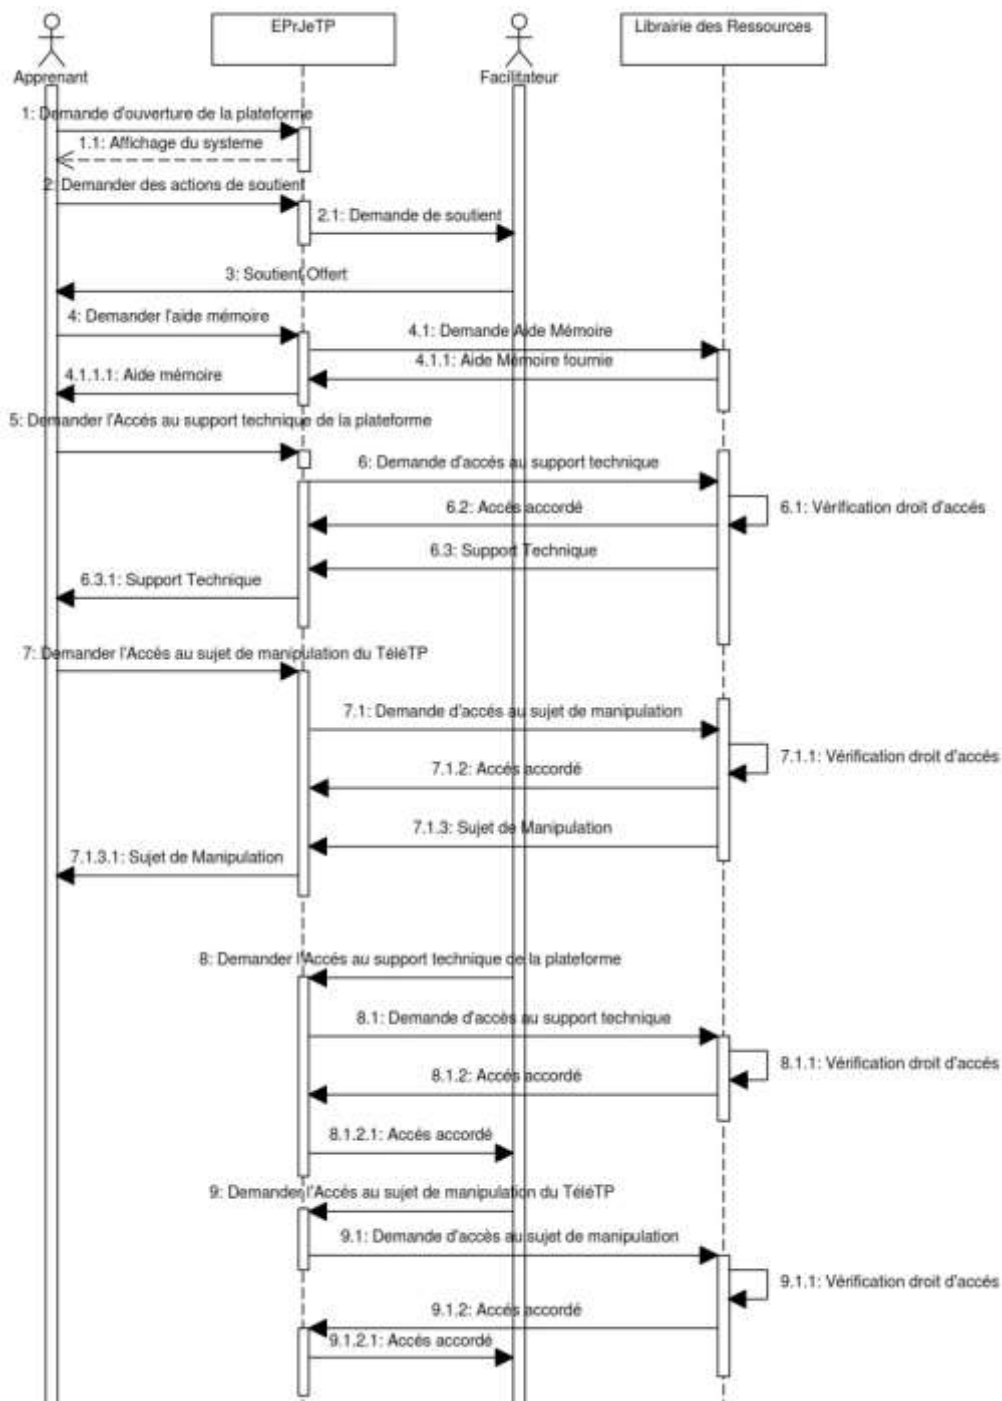 EPrJeTP
Librairie des Ressources
Apprenant
Facilitateur
1: Demande d'ouverture de la plateforme
1.1: Affichage du systeme
2: Demander des actions de soutient
2.1: Demande de soutient
3: Soutient Offert
4: Demander l'aide mémoire
4.1: Demande Aide Mémoire
4.1.1: Aide Mémoire fournie
4.1.1.1: Aide mémoire
5: Demander l'Accés au support technique de la plateforme
6: Demande d'accés au support technique
6.1: Vérification droit d'accés
6.2: Accés accordé
6.3: Support Technique
6.3.1: Support Technique
7: Demander l'Accés au sujet de manipulation du TéléTP
7.1: Demande d'accés au sujet de manipulation
7.1.1: Vérification droit d'accés
7.1.2: Accés accordé
7.1.3: Sujet de Manipulation
7.1.3.1: Sujet de Manipulation
8: Demander l'Accés au support technique de la plateforme
8.1: Demande d'accès au support technique
8.1.1: Vérification droit d'accés
8.1.2: Accés accordé
8.1.2.1: Accés accordé
9: Demander l'Accés au sujet de manipulation du TéléTP
9.1: Demande d'accès au sujet de manipulation
9.1.1: Vérification droit d'accés
9.1.2: Accés accordé
9.1.2.1: Accés accordé